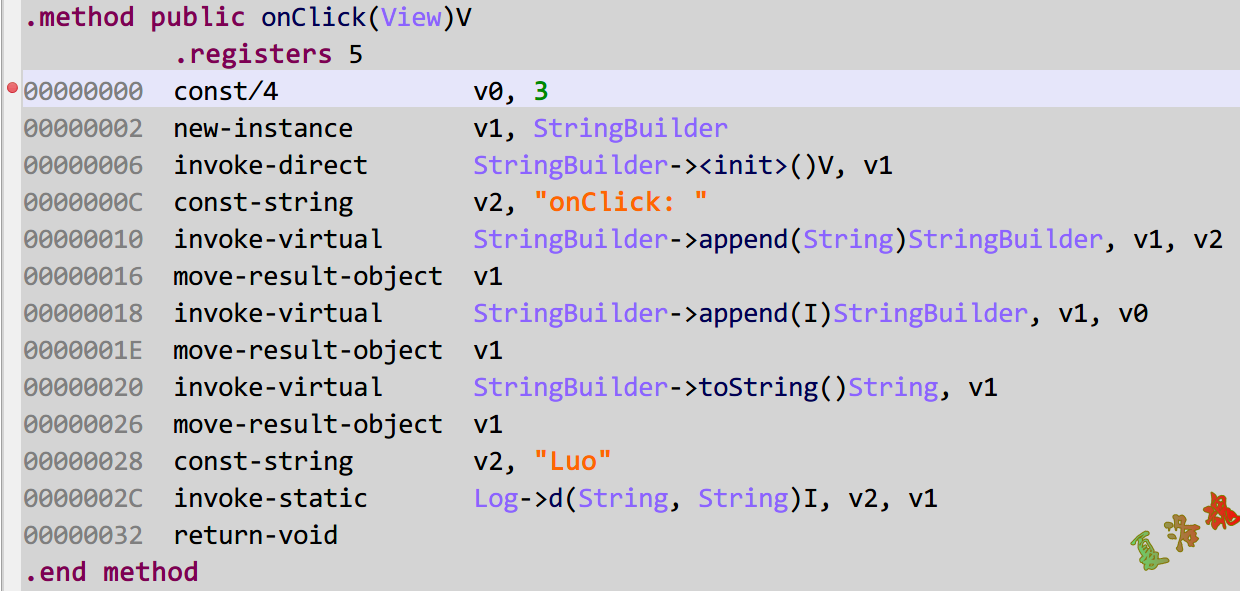 .method public onClick(View)V
.registers 5
00000000 const/4 v0, 3
00000002 new-instance v1, StringBuilder
00000006 invoke-direct StringBuilder-><init>()V, v1
0000000C const-string v2, "onClick: "
00000010 invoke-virtual StringBuilder->append(String)StringBuilder, v1, v2
00000016 move-result-object v1
00000018 invoke-virtual StringBuilder->append(I)StringBuilder, v1, v0
0000001E move-result-object v1
00000020 invoke-virtual StringBuilder->toString()String, v1
00000026 move-result-object v1
00000028 const-string v2, "Luo"
0000002C invoke-static Log->d(String, String)I, v2, v1
00000032 return-void
.end method